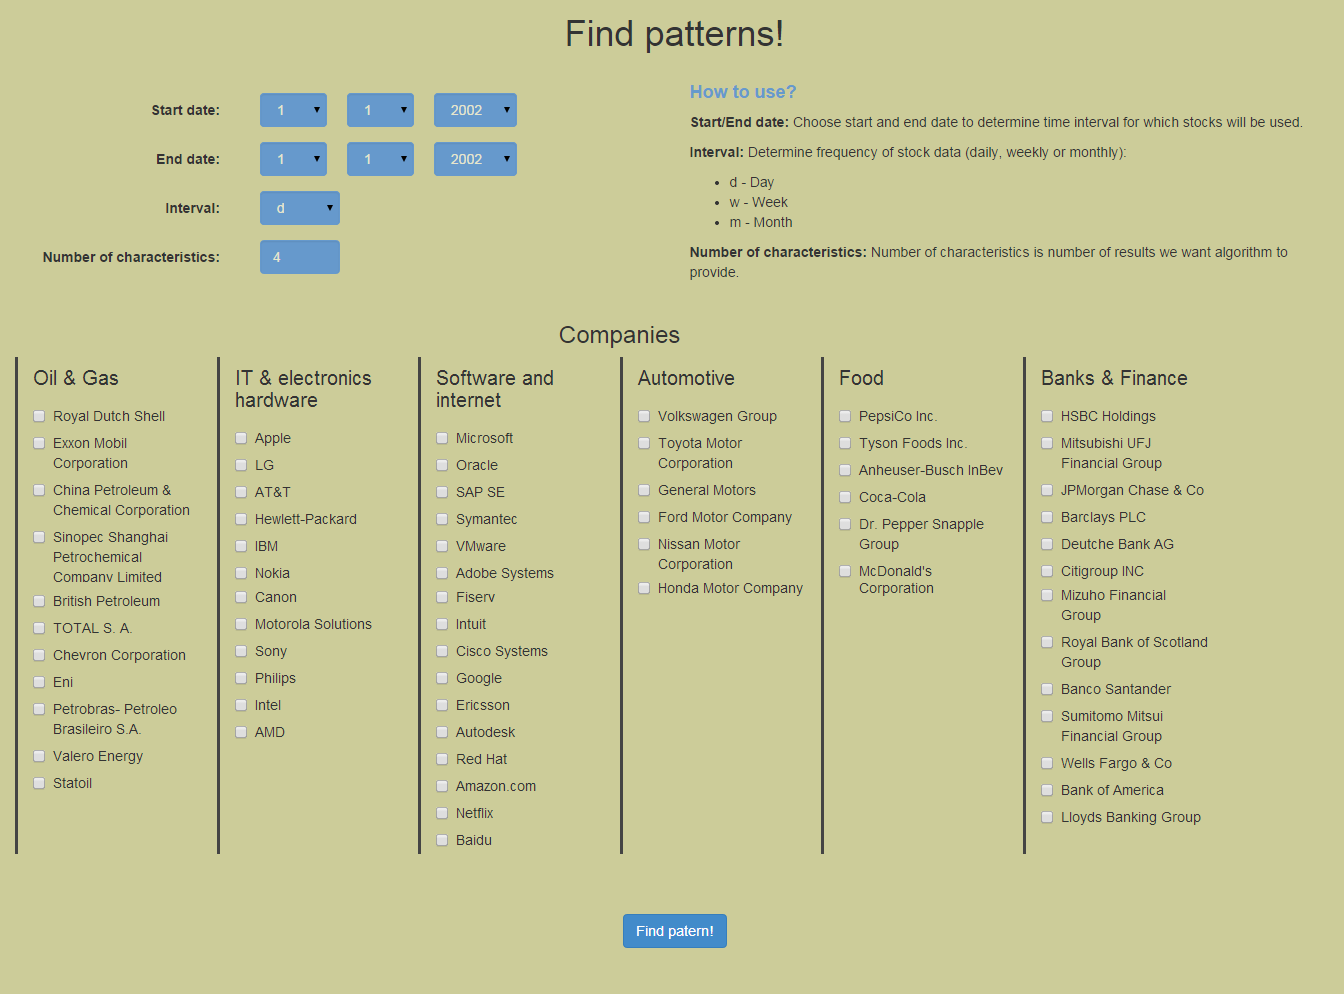 Find patterns!
Start date:
1
1
2002
End date:
1
1
2002
Interval:
d
Number of characteristics:
4
How to use?
Start/End date: Choose start and end date to determine time interval for which stocks will be used.
Interval: Determine frequency of stock data (daily, weekly or monthly):
• d - Day
• w - Week
• m - Month
Number of characteristics: Number of characteristics is number of results we want algorithm to
provide.
Companies
Oil & Gas
Royal Dutch Shell
Exxon Mobil
Corporation
China Petroleum &
Chemical Corporation
Sinopec Shanghai
Petrochemical
Company Limited
British Petroleum
TOTAL S. A.
Chevron Corporation
Eni
Petrobras- Petroleo
Brasileiro S.A.
Valero Energy
Statoil
IT & electronics
hardware
Apple
LG
AT&T
Hewlett-Packard
IBM
Nokia
Canon
Motorola Solutions
Sony
Philips
Intel
AMD
Software and
internet
Microsoft
Oracle
SAP SE
Symantec
VMware
Adobe Systems
Fiserv
Intuit
Cisco Systems
Google
Ericsson
Autodesk
Red Hat
Amazon.com
Netflix
Baidu
Automotive
Volkswagen Group
Toyota Motor
Corporation
General Motors
Ford Motor Company
Nissan Motor
Corporation
Honda Motor Company
Food
PepsiCo Inc.
Tyson Foods Inc.
Anheuser-Busch InBev
Coca-Cola
Dr. Pepper Snapple
Group
McDonald's
Corporation
Banks & Finance
HSBC Holdings
Mitsubishi UFJ
Financial Group
JPMorgan Chase & Co
Barclays PLC
Deutche Bank AG
Citigroup INC
Mizuho Financial
Group
Royal Bank of Scotland
Group
Banco Santander
Sumitomo Mitsui
Financial Group
Wells Fargo & Co
Bank of America
Lloyds Banking Group
Find patern!